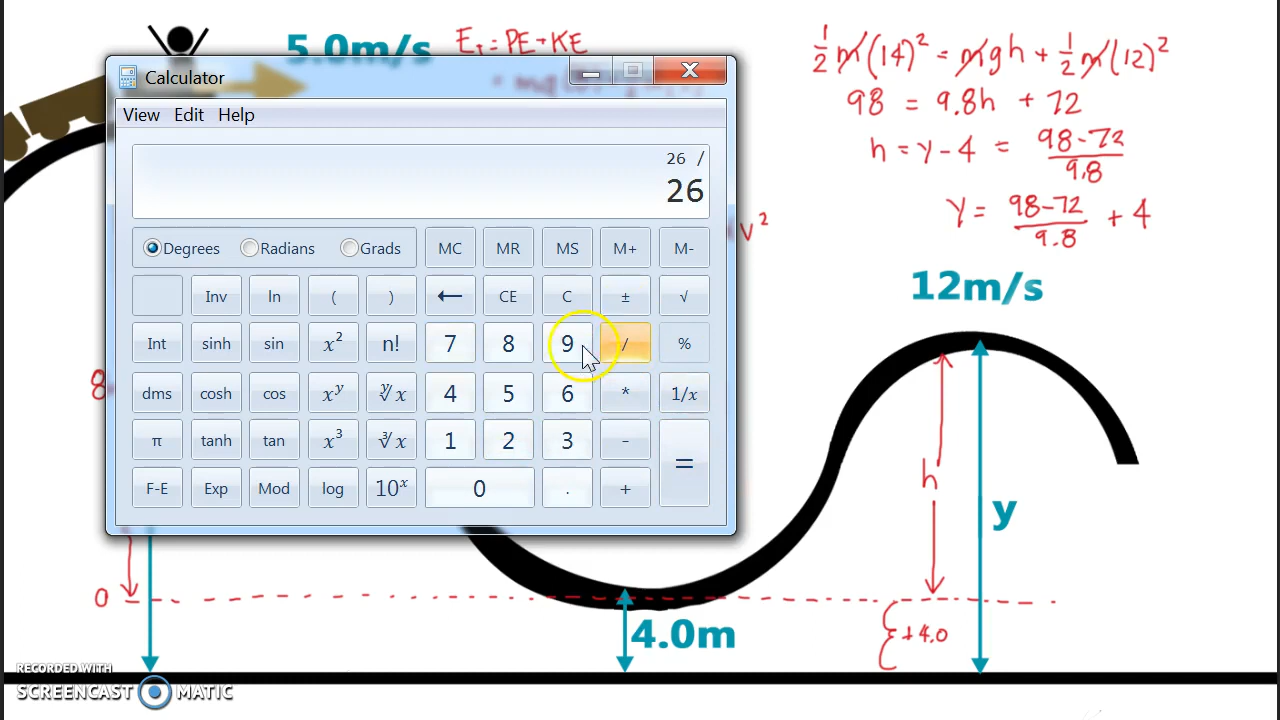 5.0m/s
E_T = PE + KE
½m(14)² = mgh + ½m(12)²
98 = 9.8h + 72
h = y - 4 = (98-72)/9.8
y = (98-72)/9.8 + 4
v²
Calculator
View Edit Help
26 /
26
Degrees Radians Grads MC MR MS M+ M-
Inv ln ( ) ← CE C ± √
Int sinh sin x² n! 7 8 9 / %
dms cosh cos xʸ ʸ√x 4 5 6 * 1/x
π tanh tan x³ ³√x 1 2 3 - =
F-E Exp Mod log 10ˣ 0 . +
12m/s
8
h
y
0
+4.0
4.0m
RECORDED WITH
SCREENCAST MATIC